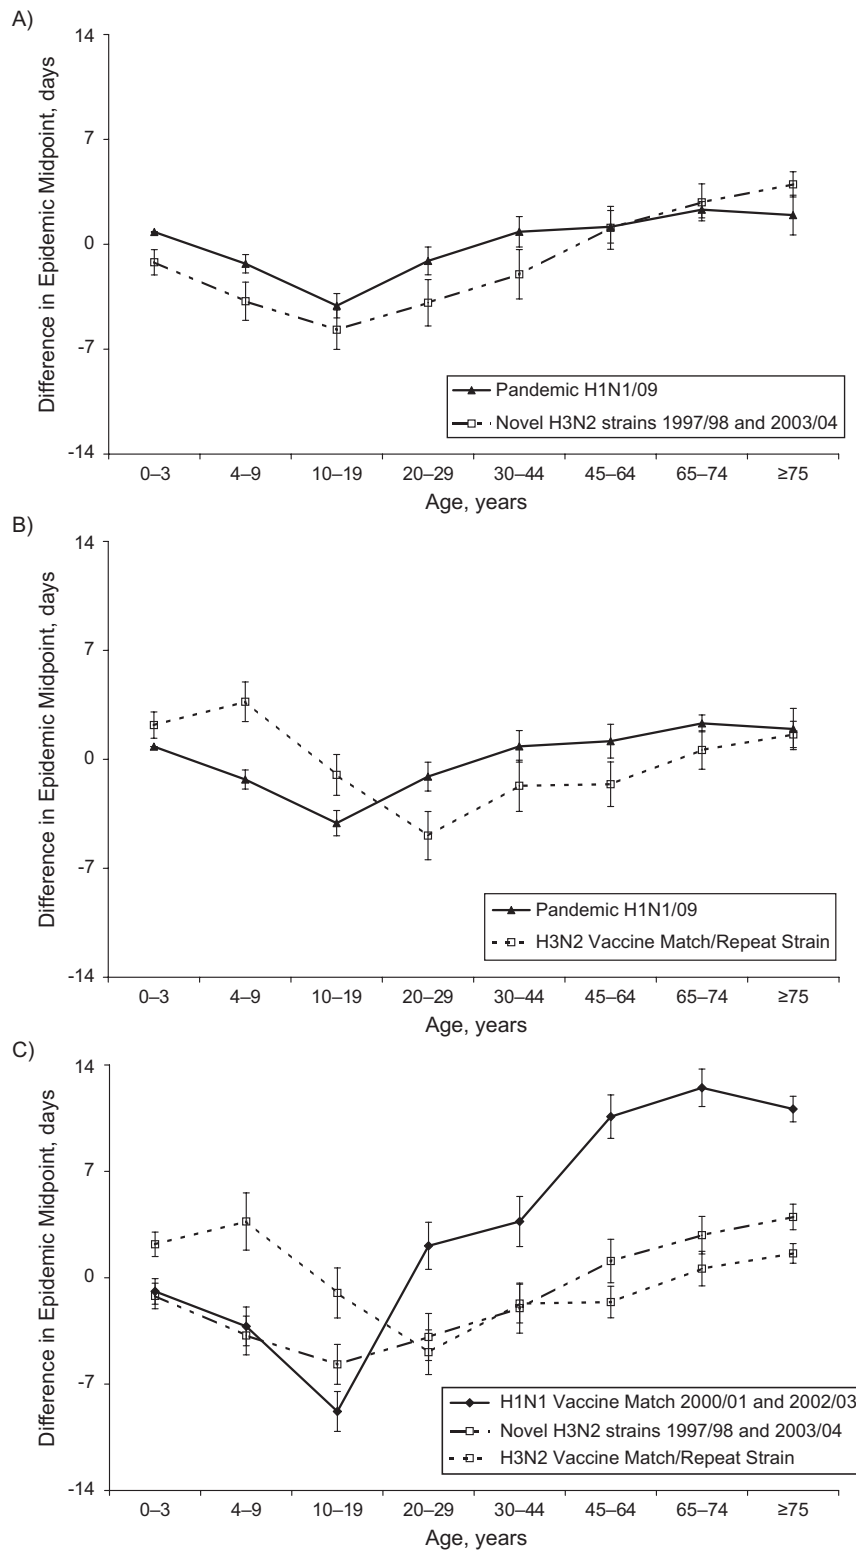 A)
14
7
0
-7
-14
Difference in Epidemic Midpoint, days
Pandemic H1N1/09
Novel H3N2 strains 1997/98 and 2003/04
0–3 4–9 10–19 20–29 30–44 45–64 65–74 ≥75
Age, years
B)
14
7
0
-7
-14
Difference in Epidemic Midpoint, days
Pandemic H1N1/09
H3N2 Vaccine Match/Repeat Strain
0–3 4–9 10–19 20–29 30–44 45–64 65–74 ≥75
Age, years
C)
14
7
0
-7
-14
Difference in Epidemic Midpoint, days
H1N1 Vaccine Match 2000/01 and 2002/03
Novel H3N2 strains 1997/98 and 2003/04
H3N2 Vaccine Match/Repeat Strain
0–3 4–9 10–19 20–29 30–44 45–64 65–74 ≥75
Age, years